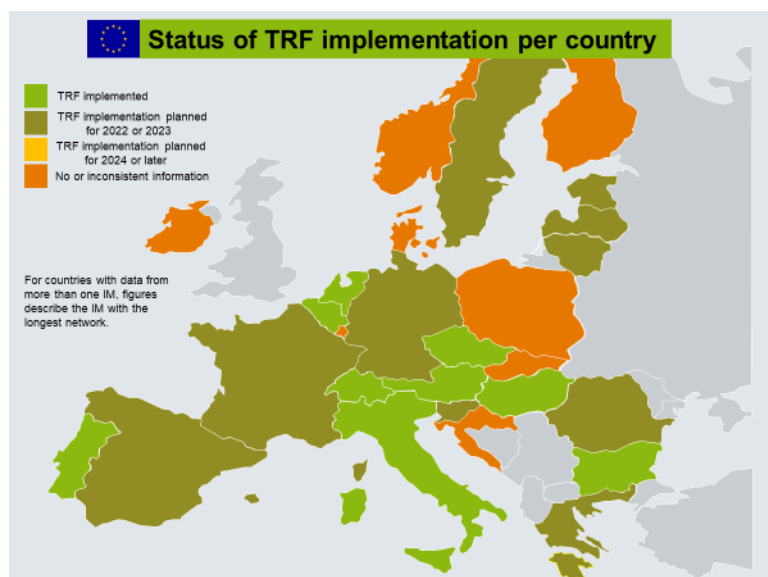 Status of TRF implementation per country
TRF implemented
TRF implementation planned
for 2022 or 2023
TRF implementation planned
for 2024 or later
No or inconsistent information
For countries with data from
more than one IM, figures
describe the IM with the
longest network.